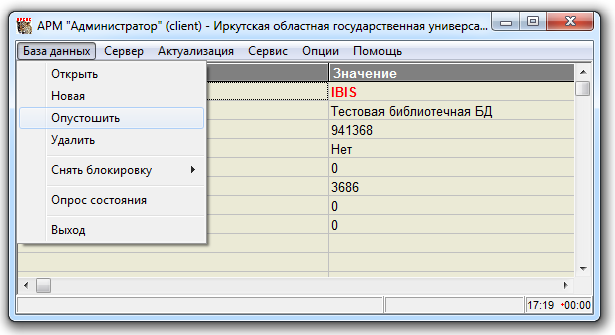 АРМ "Администратор" (client) - Иркутская областная государственная универса...
База данных Сервер Актуализация Сервис Опции Помощь
Значение
Открыть
IBIS
Новая
Тестовая библиотечная БД
Опустошить
941368
Удалить
Нет
Снять блокировку
0
3686
Опрос состояния
0
Выход
0
17:19 +00:00